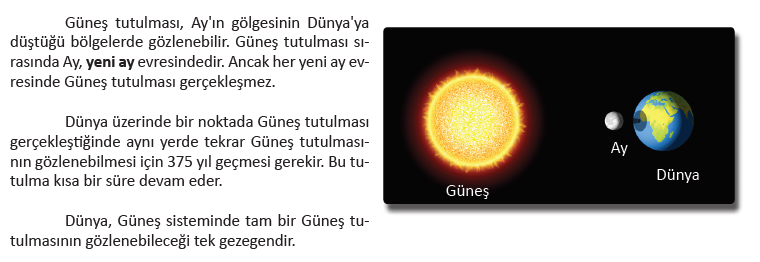 Güneş tutulması, Ay'ın gölgesinin Dünya'ya
düştüğü bölgelerde gözlenebilir. Güneş tutulması sı-
rasında Ay, yeni ay evresindedir. Ancak her yeni ay ev-
resinde Güneş tutulması gerçekleşmez.
Dünya üzerinde bir noktada Güneş tutulması
gerçekleştiğinde aynı yerde tekrar Güneş tutulması-
nın gözlenebilmesi için 375 yıl geçmesi gerekir. Bu tu-
tulma kısa bir süre devam eder.
Dünya, Güneş sisteminde tam bir Güneş tu-
tulmasının gözlenebileceği tek gezegendir.
Güneş
Ay
Dünya